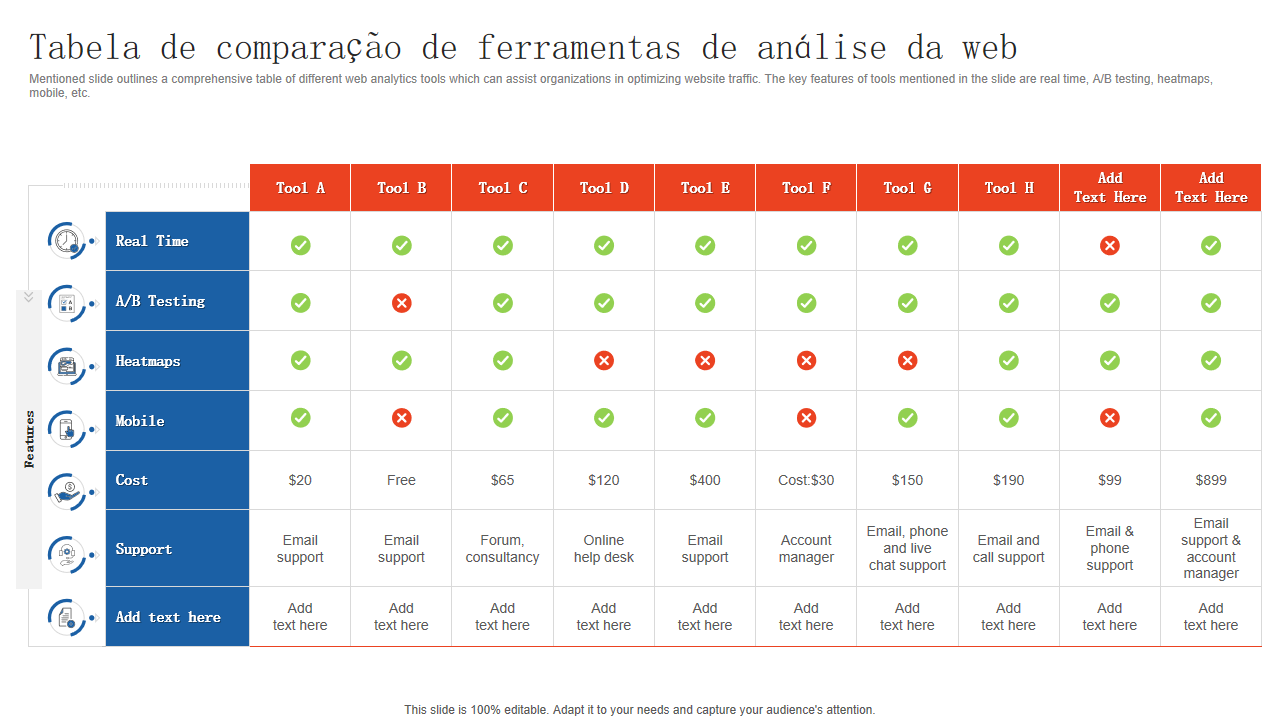 Tabela de comparação de ferramentas de análise da web
Mentioned slide outlines a comprehensive table of different web analytics tools which can assist organizations in optimizing website traffic. The key features of tools mentioned in the slide are real time, A/B testing, heatmaps,
mobile, etc.
Tool A Tool B Tool C Tool D Tool E Tool F Tool G Tool H Add Text Here Add Text Here
Features
Real Time
A/B Testing
Heatmaps
Mobile
Cost $20 Free $65 $120 $400 Cost:$30 $150 $190 $99 $899
Support Email support Email support Forum, consultancy Online help desk Email support Account manager Email, phone and live chat support Email and call support Email & phone support Email support & account manager
Add text here Add text here Add text here Add text here Add text here Add text here Add text here Add text here Add text here Add text here Add text here
This slide is 100% editable. Adapt it to your needs and capture your audience's attention.